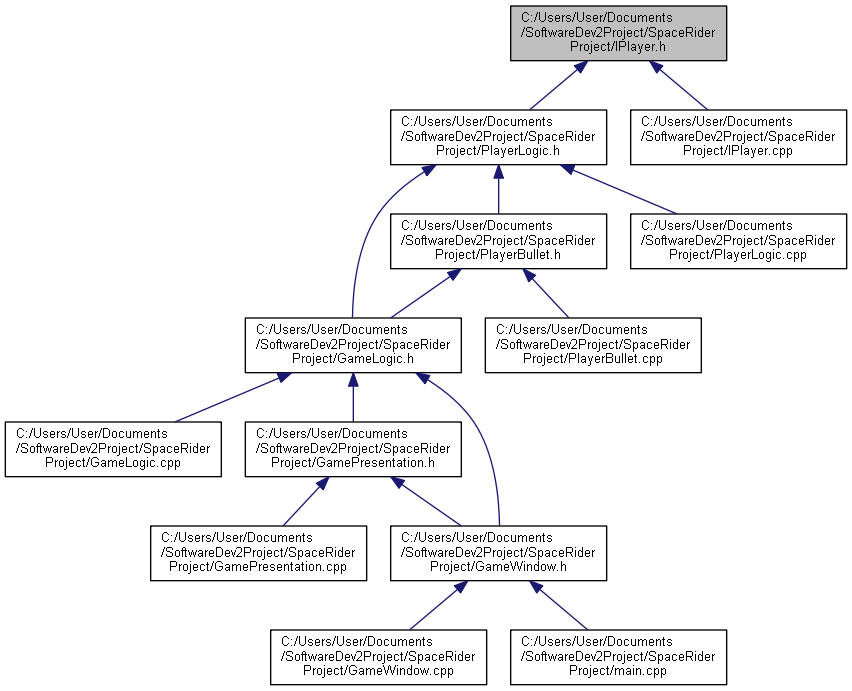 C:/Users/User/Documents
/SoftwareDev2Project/SpaceRider
Project/IPlayer.h
C:/Users/User/Documents
/SoftwareDev2Project/SpaceRider
Project/PlayerLogic.h
C:/Users/User/Documents
/SoftwareDev2Project/SpaceRider
Project/IPlayer.cpp
C:/Users/User/Documents
/SoftwareDev2Project/SpaceRider
Project/PlayerBullet.h
C:/Users/User/Documents
/SoftwareDev2Project/SpaceRider
Project/PlayerLogic.cpp
C:/Users/User/Documents
/SoftwareDev2Project/SpaceRider
Project/GameLogic.h
C:/Users/User/Documents
/SoftwareDev2Project/SpaceRider
Project/PlayerBullet.cpp
C:/Users/User/Documents
/SoftwareDev2Project/SpaceRider
Project/GameLogic.cpp
C:/Users/User/Documents
/SoftwareDev2Project/SpaceRider
Project/GamePresentation.h
C:/Users/User/Documents
/SoftwareDev2Project/SpaceRider
Project/GamePresentation.cpp
C:/Users/User/Documents
/SoftwareDev2Project/SpaceRider
Project/GameWindow.h
C:/Users/User/Documents
/SoftwareDev2Project/SpaceRider
Project/GameWindow.cpp
C:/Users/User/Documents
/SoftwareDev2Project/SpaceRider
Project/main.cpp